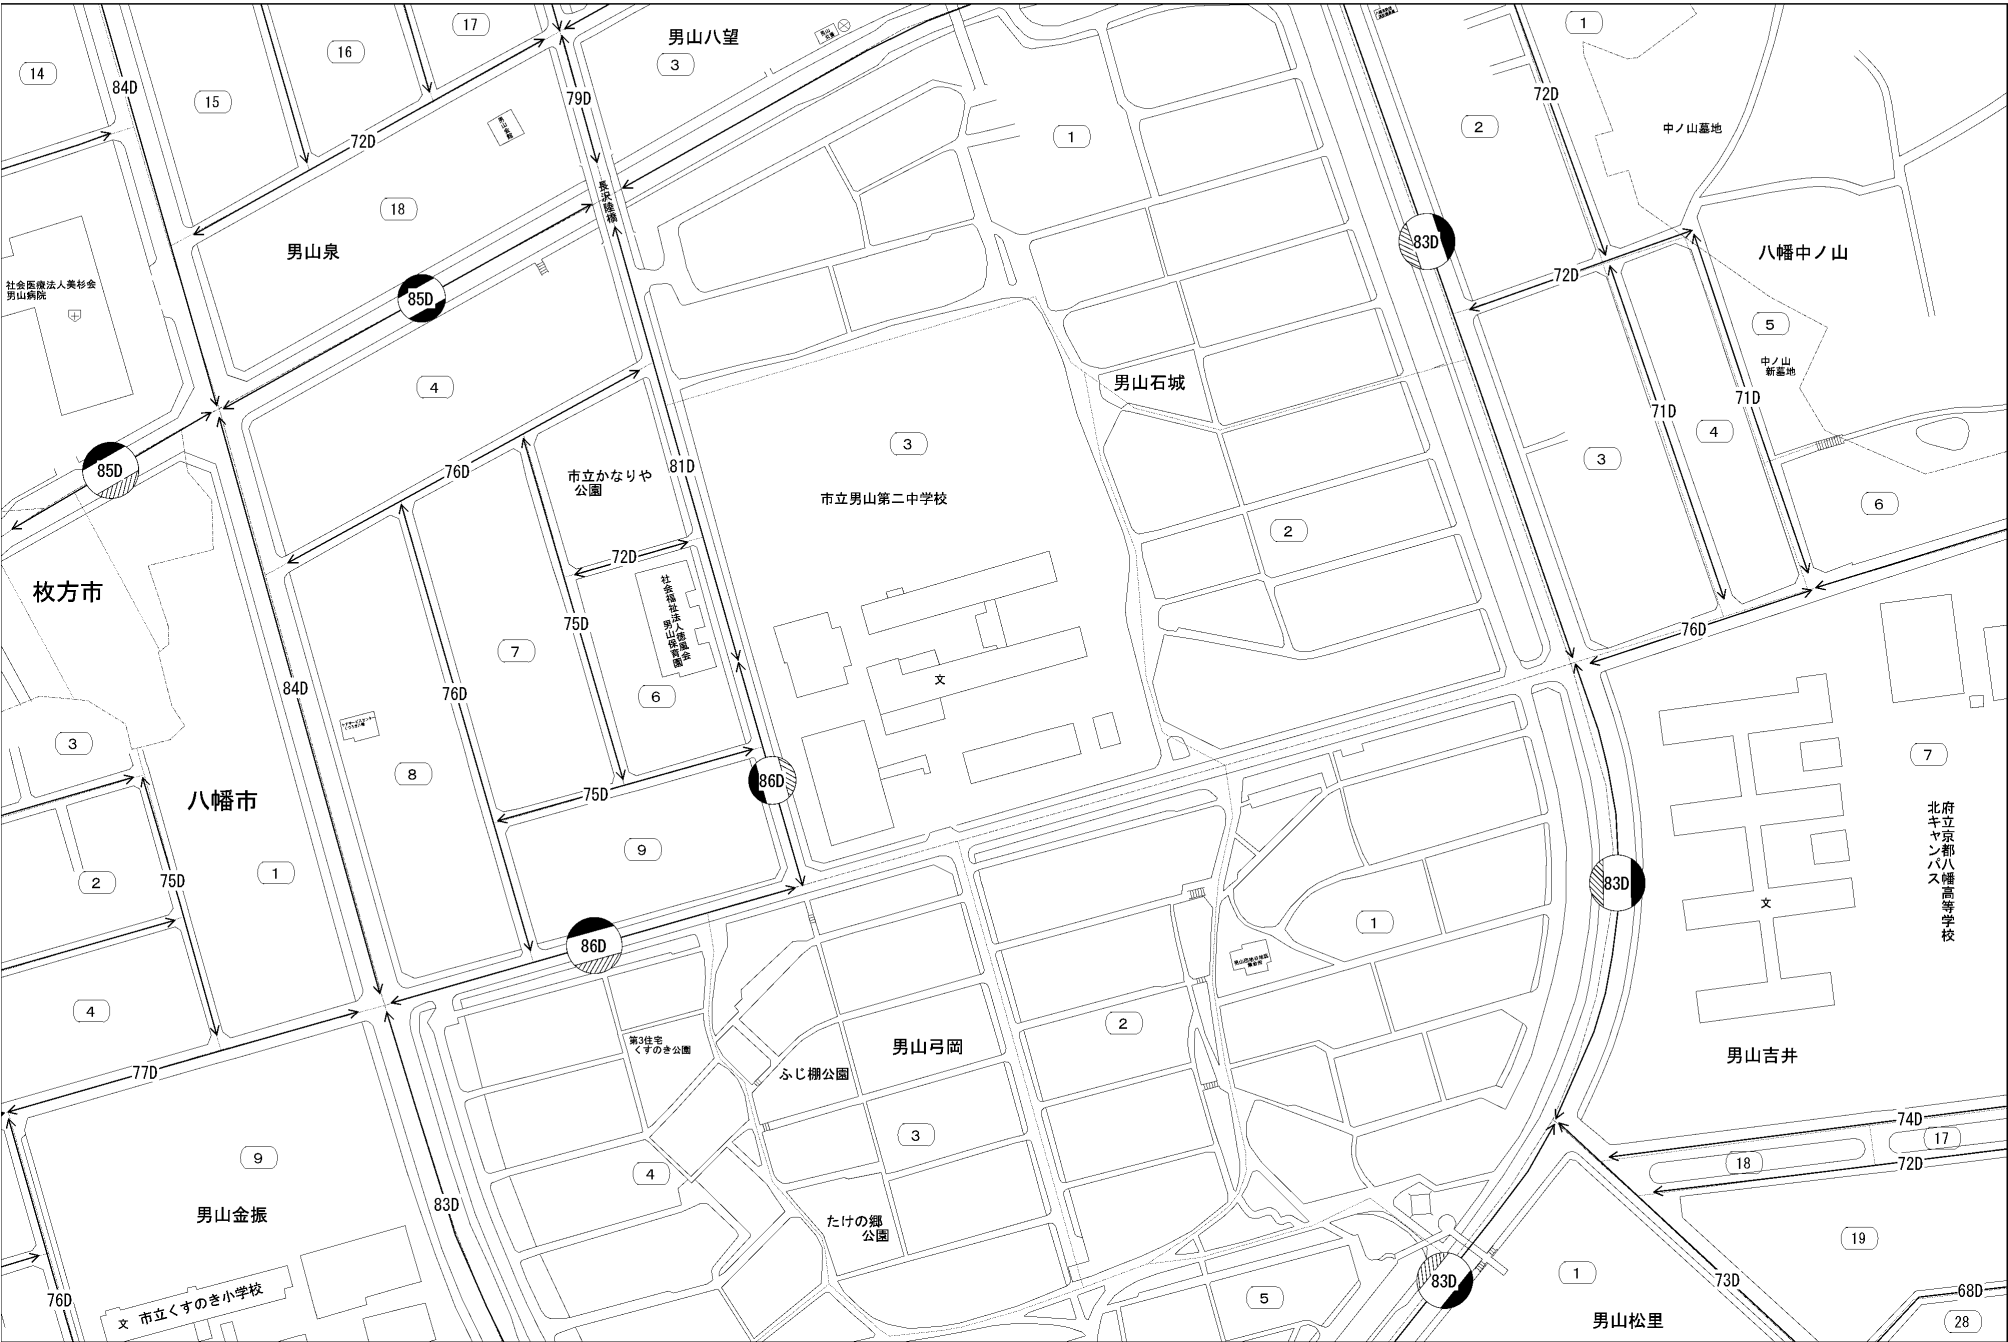 17
男山八望
1
16
3
14
84D
15
79D
72D
2
中ノ山墓地
72D
1
長沢陸橋
18
83D
男山泉
八幡中ノ山
72D
社会医療法人美杉会
男山病院
85D
5
中ノ山
新墓地
4
男山石城
71D
71D
4
3
85D
76D
市立かなりや
公園
81D
3
市立男山第二中学校
6
2
72D
枚方市
社会福祉法人徳風会
男山保育園
75D
76D
7
文
84D
76D
6
3
7
8
86D
75D
八幡市
府立京都八幡高等学校
北キャンパス
9
1
75D
2
83D
文
1
86D
4
2
第3住宅
くすのき公園
男山弓岡
男山吉井
77D
ふじ棚公園
74D
3
17
9
18
72D
4
83D
男山金振
たけの郷
公園
19
1
73D
83D
市立くすのき小学校
文
76D
5
68D
男山松里
28